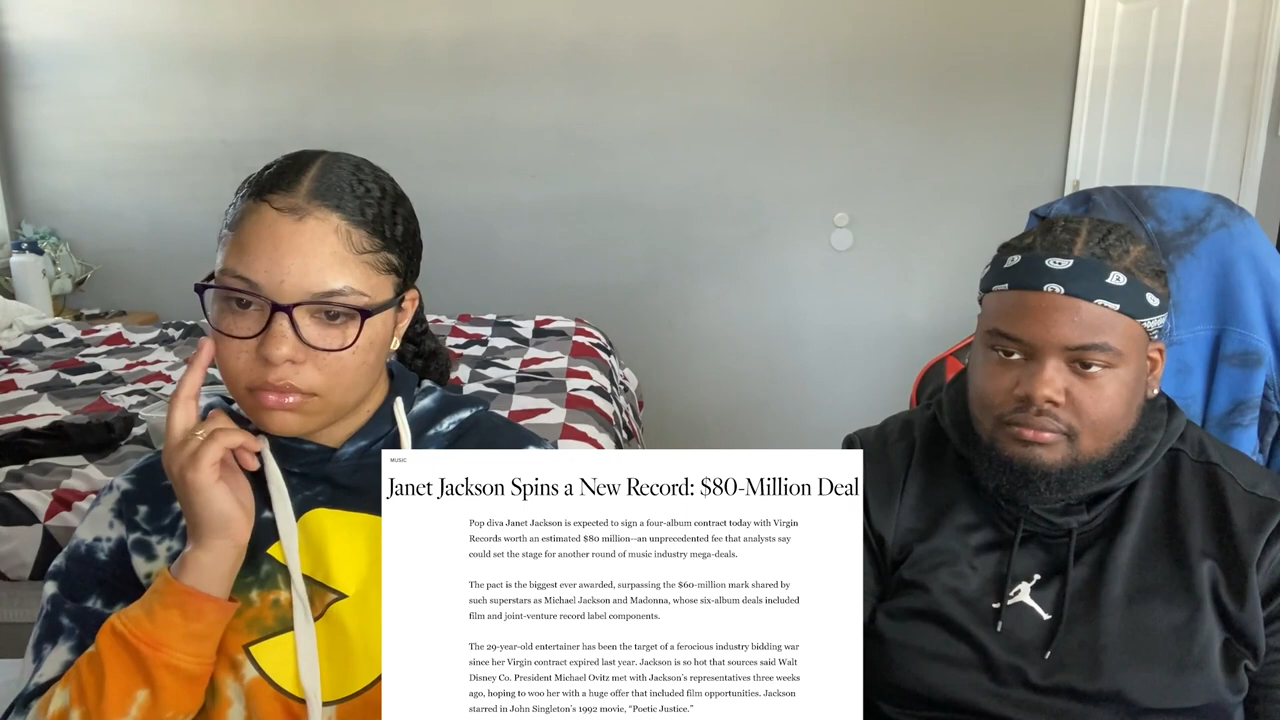 MUSIC
Janet Jackson Spins a New Record: $80-Million Deal
Pop diva Janet Jackson is expected to sign a four-album contract today with Virgin
Records worth an estimated $80 million--an unprecedented fee that analysts say
could set the stage for another round of music industry mega-deals.
The pact is the biggest ever awarded, surpassing the $60-million mark shared by
such superstars as Michael Jackson and Madonna, whose six-album deals included
film and joint-venture record label components.
The 29-year-old entertainer has been the target of a ferocious industry bidding war
since her Virgin contract expired last year. Jackson is so hot that sources said Walt
Disney Co. President Michael Ovitz met with Jackson's representatives three weeks
ago, hoping to woo her with a huge offer that included film opportunities. Jackson
starred in John Singleton's 1992 movie, "Poetic Justice."